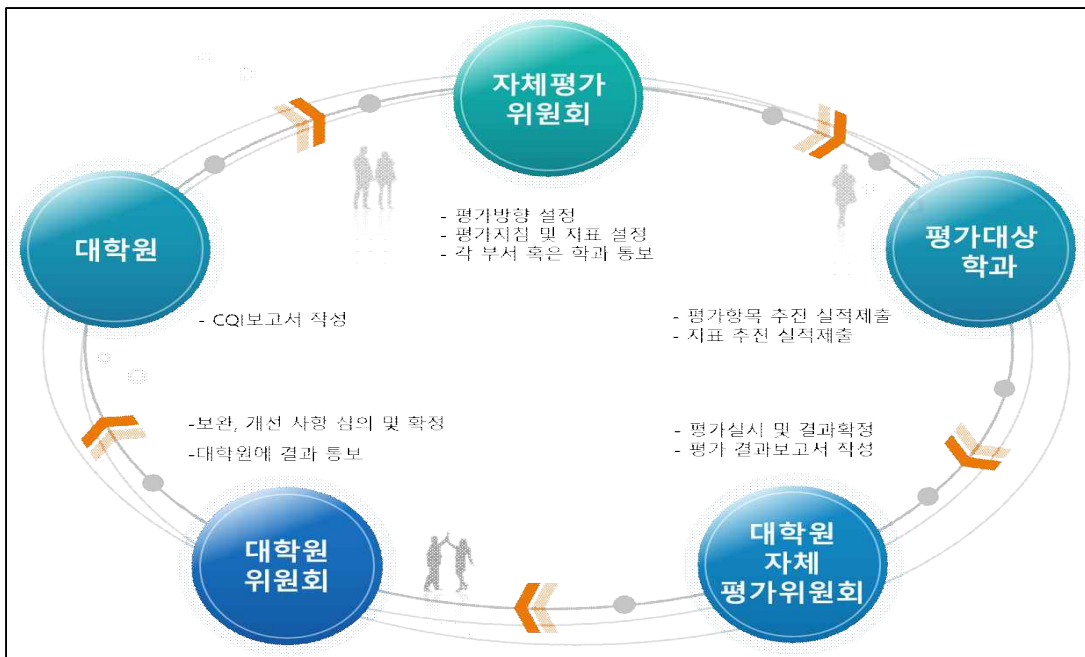 자체평가
위원회
- 평가방향 설정
- 평가지침 및 지표 설정
- 각 부서 혹은 학과 통보
평가대상
학과
- 평가항목 추진 실적제출
- 지표 추진 실적제출
대학원
자체
평가위원회
- 평가실시 및 결과확정
- 평가 결과보고서 작성
대학원
위원회
-보완, 개선 사항 심의 및 확정
-대학원에 결과 통보
대학원
- CQI보고서 작성